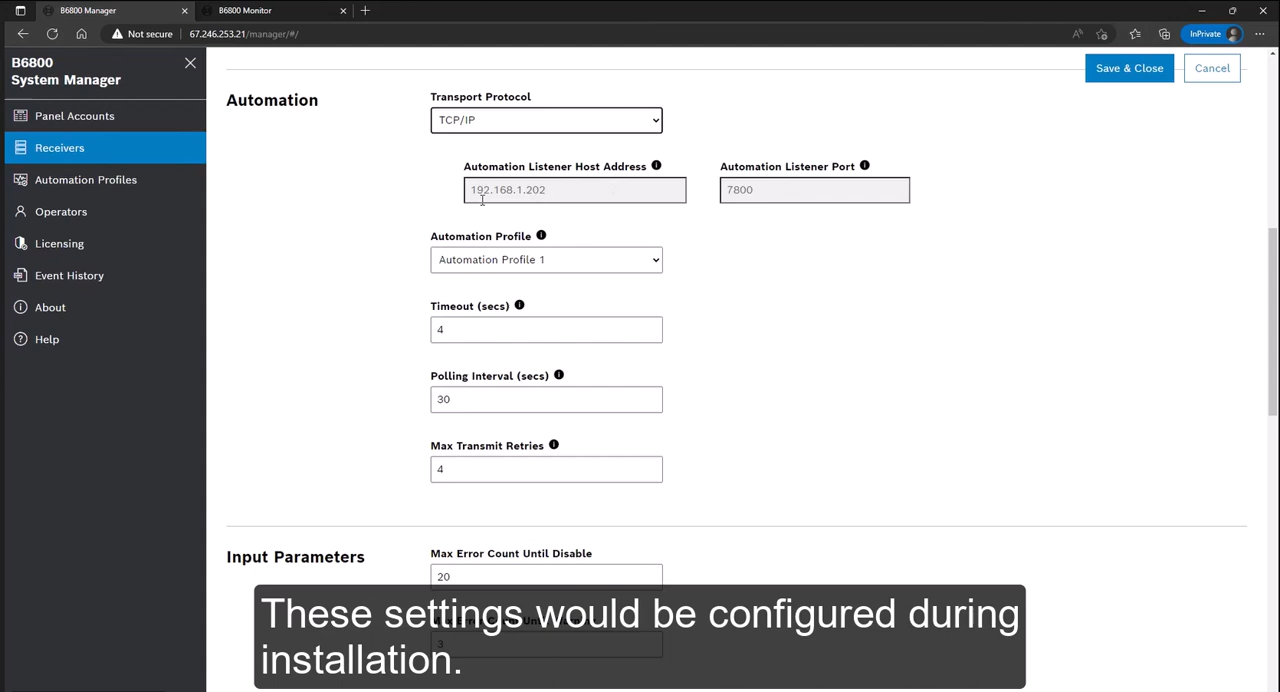 B6800 Manager
B6800 Monitor
Not secure
67.246.253.21/manager/#/
InPrivate
B6800
System Manager
Panel Accounts
Receivers
Automation Profiles
Operators
Licensing
Event History
About
Help
Save & Close
Cancel
Automation
Transport Protocol
TCP/IP
Automation Listener Host Address
Automation Listener Port
192.168.1.202
7800
Automation Profile
Automation Profile 1
Timeout (secs)
4
Polling Interval (secs)
30
Max Transmit Retries
4
Input Parameters
Max Error Count Until Disable
20
3
These settings would be configured during
installation.